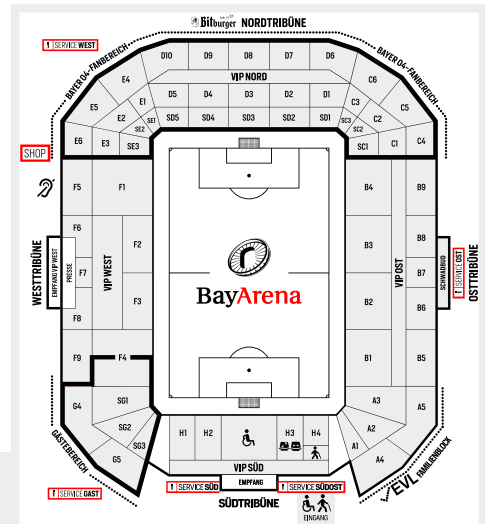 Bitburger NORDTRIBÜNE
! SERVICE WEST
BAYER 04-FANBEREICH
BAYER 04-FANBEREICH
D10 D9 D8 D7 D6
VIP NORD
E4 C6
E5 E1 D5 D4 D3 D2 D1 C3 C5
E2 SE1 SD5 SD4 SD3 SD2 SD1 SC3 C2
SE2 SC2
E6 E3 SE3 SC1 C1 C4
SHOP
F5 F1 B4 B9
F6 F2 B3 B8
WESTTRIBÜNE
EMPFANG VIP WEST
PRESSE
F7
VIP WEST
VIP OST
B7
SCHWADBUD
! SERVICE OST
OSTTRIBÜNE
BayArena
F8 F3 B2 B6
F9 F4 B1 B5
G4 SG1 A3 A5
SG2 A2
SG3 A1
G5 A4
GÄSTEBEREICH
H1 H2 H3 H4
VIP SÜD
EVL FAMILIENBLOCK
! SERVICE GAST
! SERVICE SÜD
EMPFANG
! SERVICE SÜDOST
SÜDTRIBÜNE
EINGANG